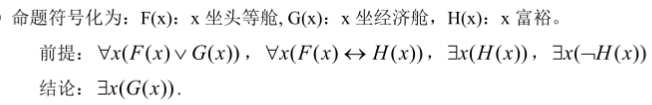 命题符号化为：F(x)：x 坐头等舱, G(x)：x 坐经济舱，H(x)：x 富裕。
前提：∀x(F(x)∨G(x))，∀x(F(x)↔H(x))，∃x(H(x))，∃x(¬H(x))
结论：∃x(G(x)).